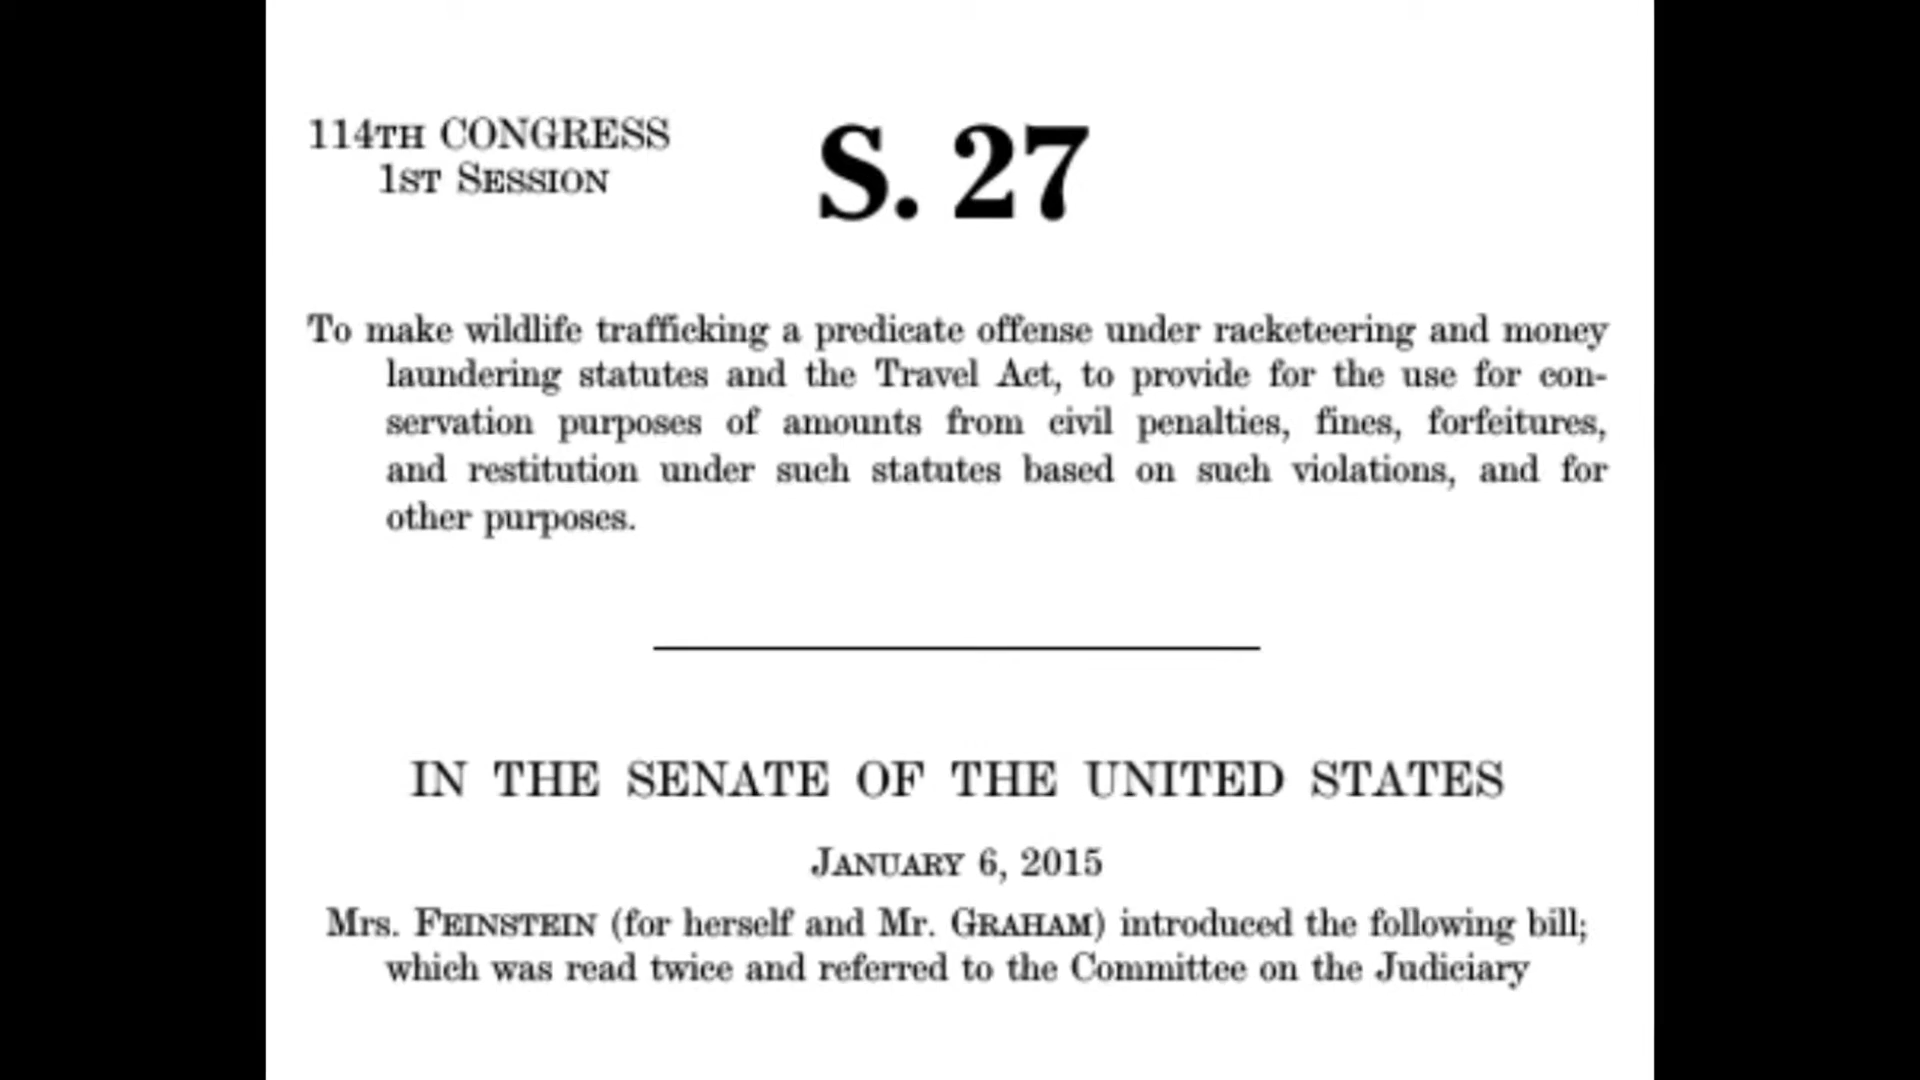 114TH CONGRESS
1ST SESSION
S. 27
To make wildlife trafficking a predicate offense under racketeering and money
laundering statutes and the Travel Act, to provide for the use for con-
servation purposes of amounts from civil penalties, fines, forfeitures,
and restitution under such statutes based on such violations, and for
other purposes.
IN THE SENATE OF THE UNITED STATES
JANUARY 6, 2015
Mrs. FEINSTEIN (for herself and Mr. GRAHAM) introduced the following bill;
which was read twice and referred to the Committee on the Judiciary